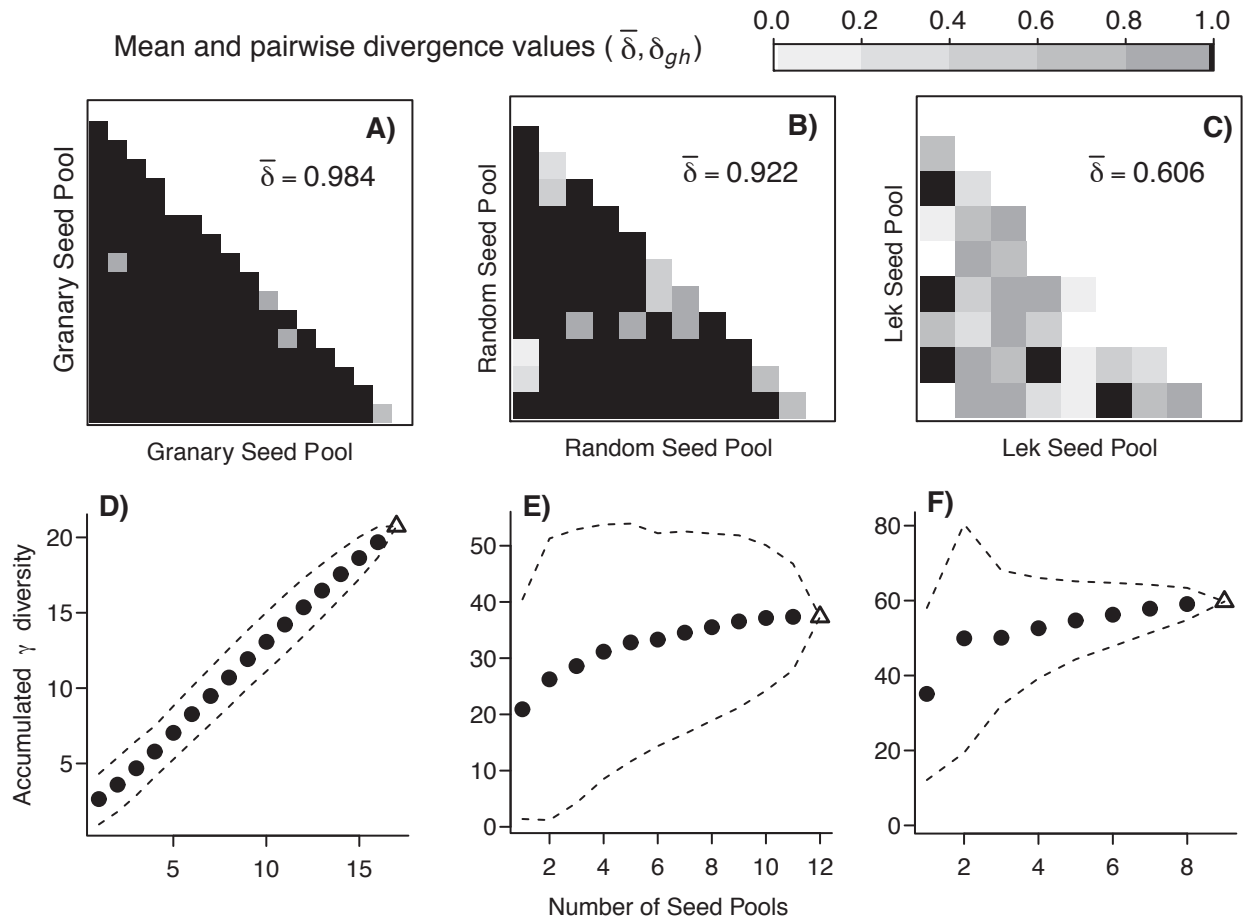 0.0 0.2 0.4 0.6 0.8 1.0
Mean and pairwise divergence values ( δ̅, δgh)
A)
δ̅ = 0.984
Granary Seed Pool
Granary Seed Pool
B)
δ̅ = 0.922
Random Seed Pool
Random Seed Pool
C)
δ̅ = 0.606
Lek Seed Pool
Lek Seed Pool
D)
Accumulated γ diversity
20
15
10
5
5 10 15
E)
50
40
30
20
10
0
2 4 6 8 10 12
F)
80
60
40
20
0
2 4 6 8
Number of Seed Pools